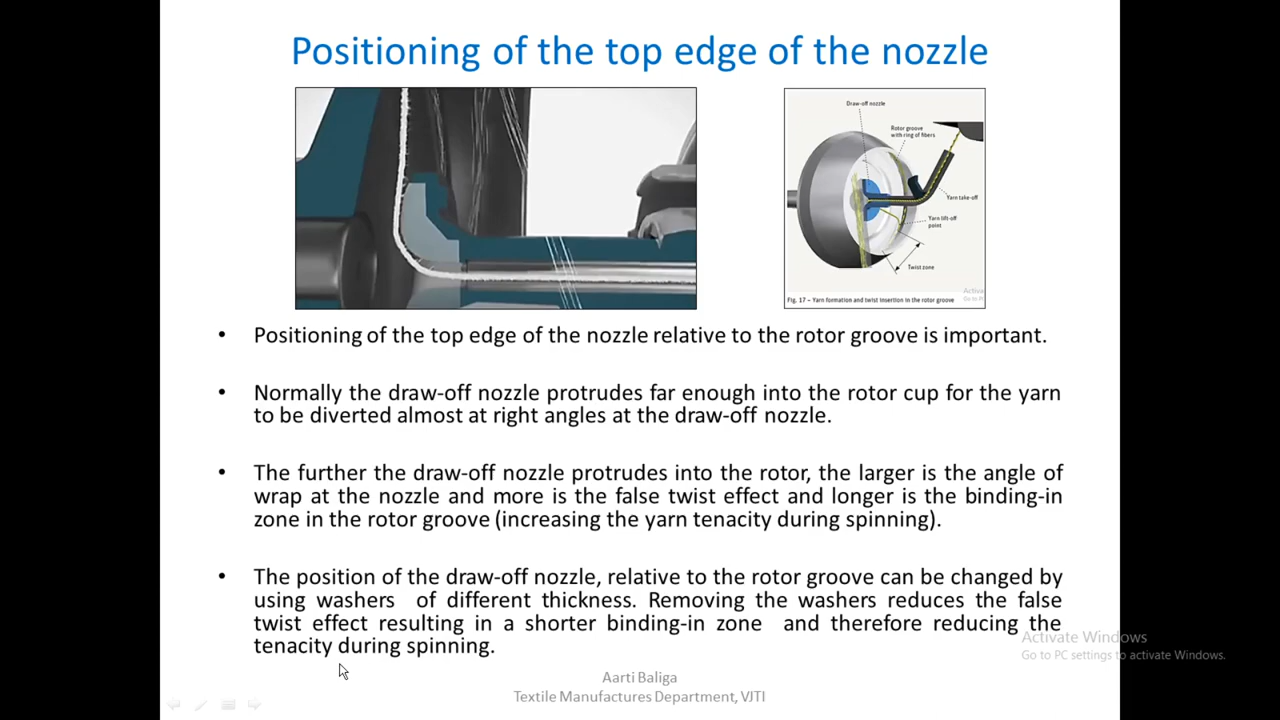 Positioning of the top edge of the nozzle
Draw-off nozzle
Rotor groove
with ring of fibers
Yarn take-off
Yarn lift-off
point
Twist zone
Activa
Go to P
Fig. 17 – Yarn formation and twist insertion in the rotor groove
• Positioning of the top edge of the nozzle relative to the rotor groove is important.
• Normally the draw-off nozzle protrudes far enough into the rotor cup for the yarn
to be diverted almost at right angles at the draw-off nozzle.
• The further the draw-off nozzle protrudes into the rotor, the larger is the angle of
wrap at the nozzle and more is the false twist effect and longer is the binding-in
zone in the rotor groove (increasing the yarn tenacity during spinning).
• The position of the draw-off nozzle, relative to the rotor groove can be changed by
using washers of different thickness. Removing the washers reduces the false
twist effect resulting in a shorter binding-in zone and therefore reducing the
tenacity during spinning.
Activate Windows
Go to PC settings to activate Windows.
Aarti Baliga
Textile Manufactures Department, VJTI